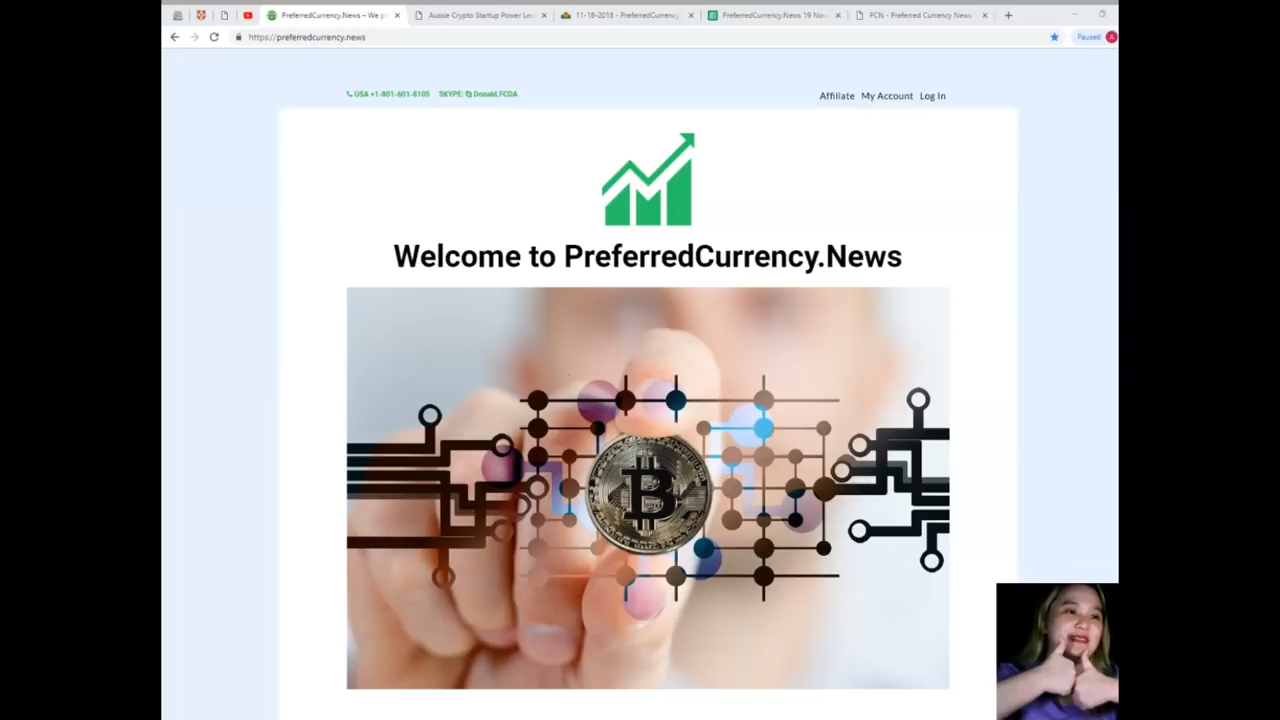 PreferredCurrency.News — We p
Aussie Crypto Startup Power Le
11-18-2018 - PreferredCurrency
PreferredCurrency.News 19 Nov
PCN - Preferred Currency News
https://preferredcurrency.news
Paused
A
USA +1-801-601-8105 SKYPE: Donald.FCDA
Affiliate My Account Log In
Welcome to PreferredCurrency.News
B